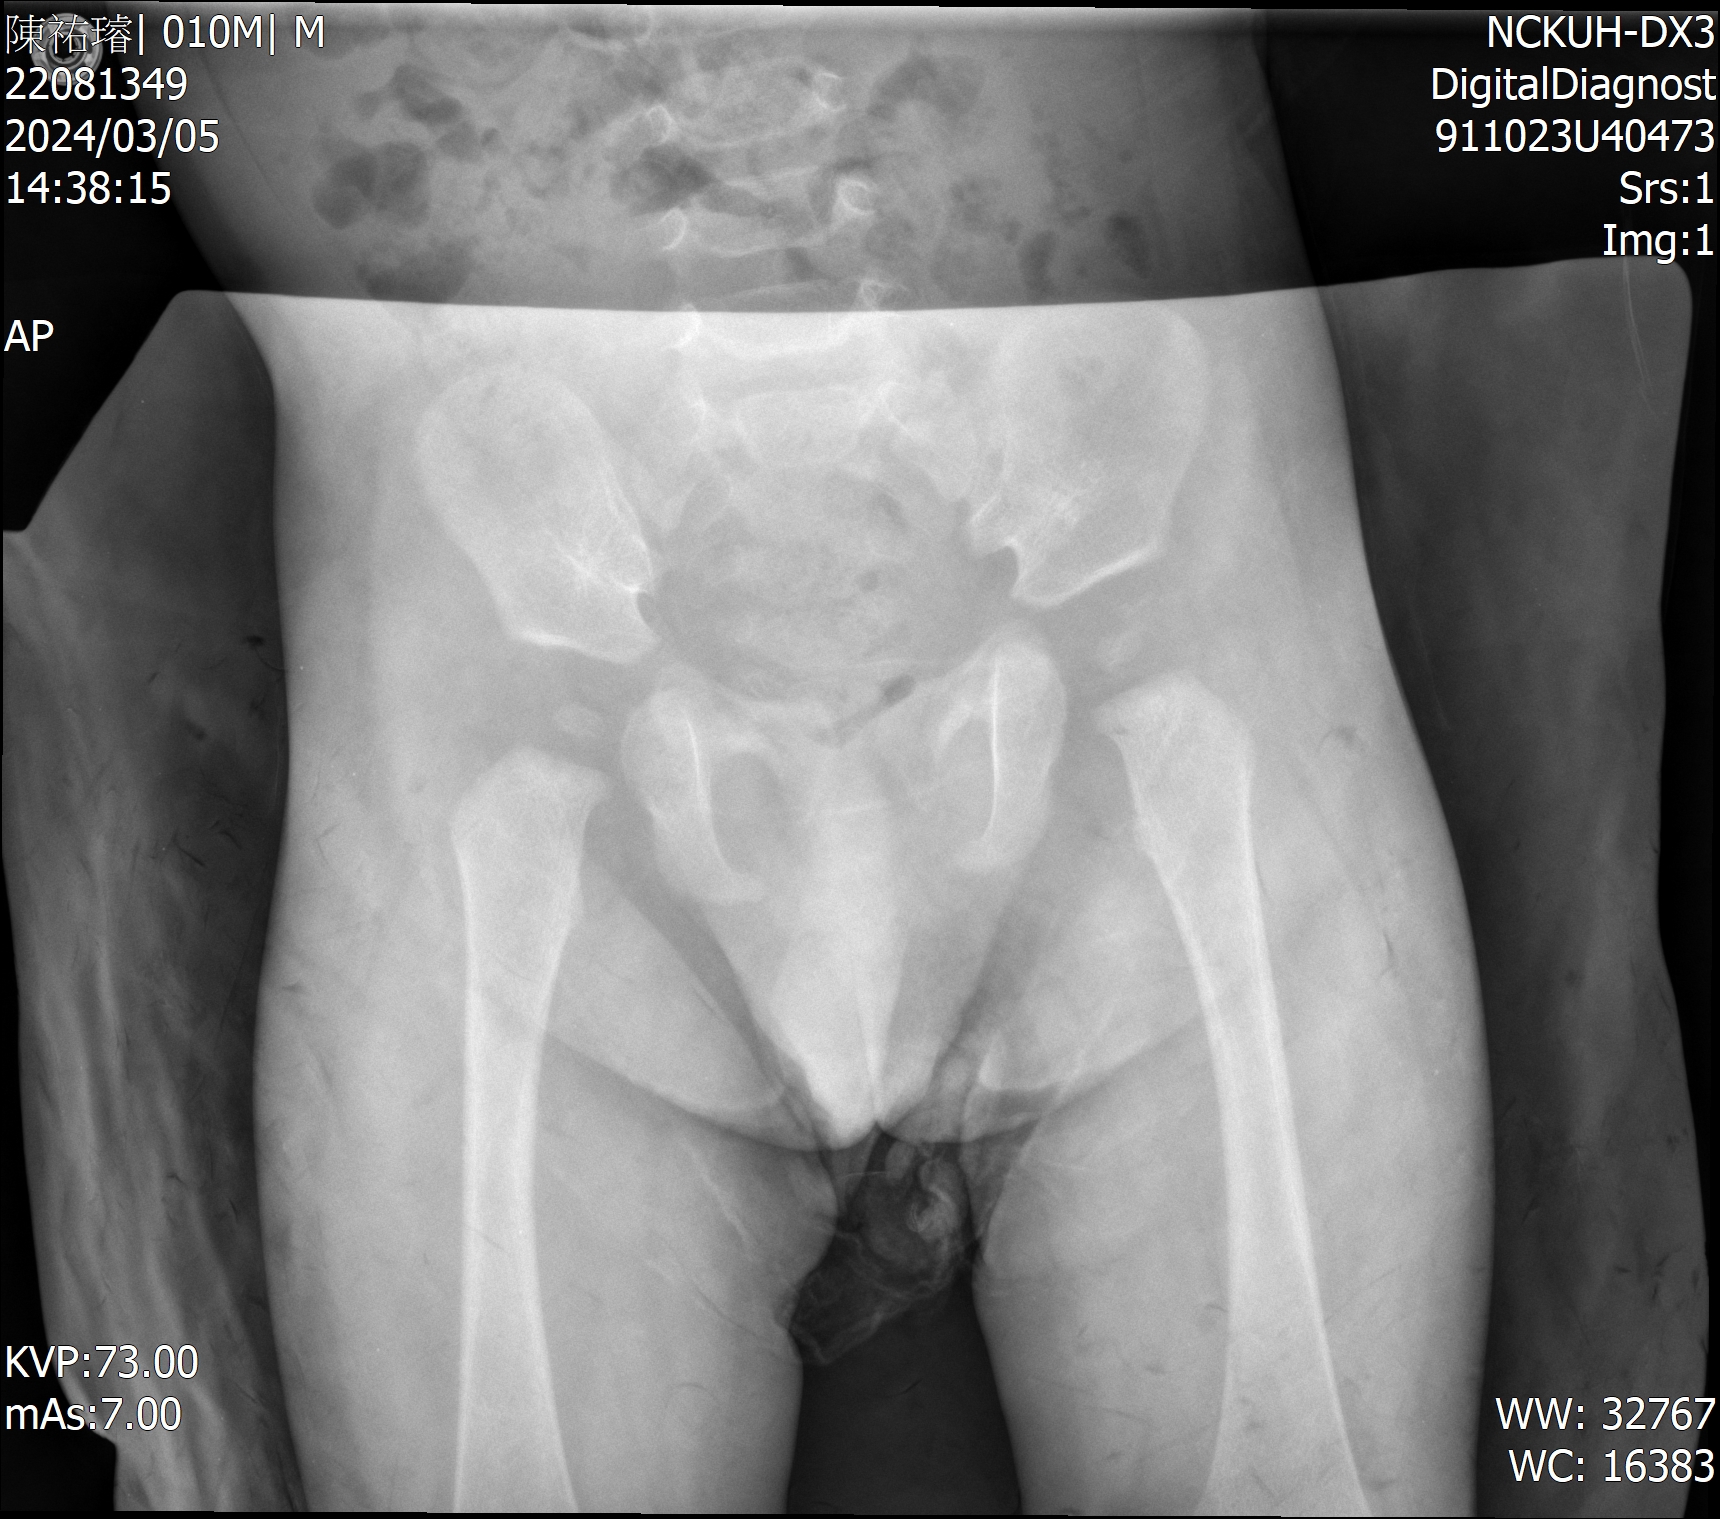 陳祐璿| 010M| M
22081349
2024/03/05
14:38:15
AP
NCKUH-DX3
DigitalDiagnost
911023U40473
Srs:1
Img:1
KVP:73.00
mAs:7.00
WW: 32767
WC: 16383